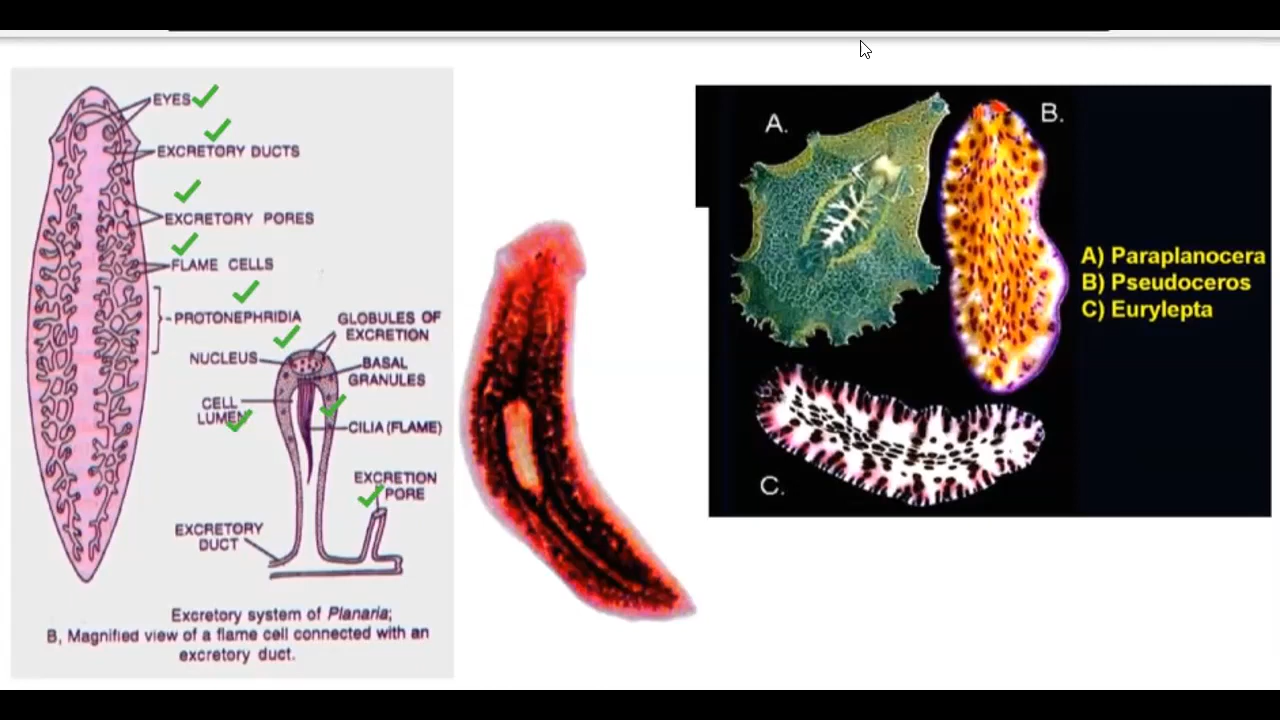 EYES
EXCRETORY DUCTS
EXCRETORY PORES
FLAME CELLS
PROTONEPHRIDIA
GLOBULES OF
EXCRETION
NUCLEUS
BASAL
GRANULES
CELL
LUMEN
CILIA (FLAME)
EXCRETION
PORE
EXCRETORY
DUCT
Excretory system of Planaria;
B, Magnified view of a flame cell connected with an
excretory duct.
A.
B.
A) Paraplanocera
B) Pseudoceros
C) Eurylepta
C.